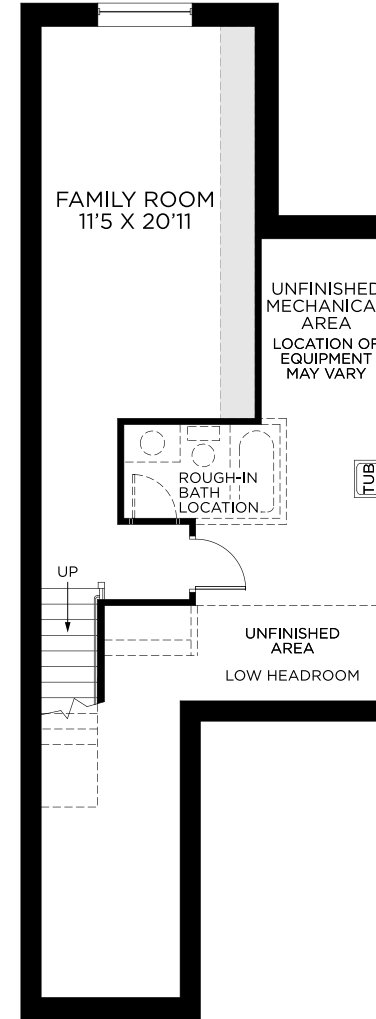 FAMILY ROOM
11'5 X 20'11
UNFINISHED
MECHANICA
AREA
LOCATION OF
EQUIPMENT
MAY VARY
TUB
ROUGH-IN
BATH
LOCATION
UP
UNFINISHED
AREA
LOW HEADROOM